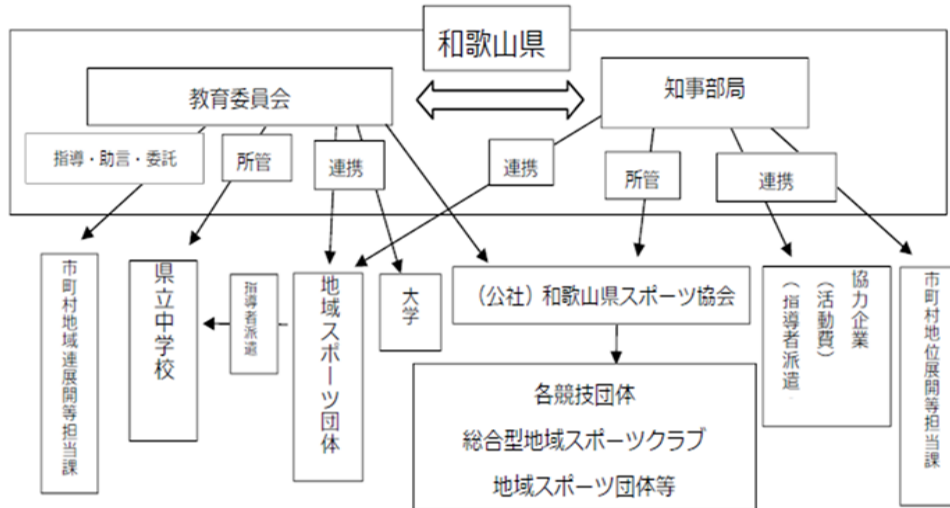 和歌山県
教育委員会
知事部局
指導・助言・委託
所管
連携
連携
所管
連携
市町村地域連展開等担当課
県立中学校
指導者派遣
地域スポーツ団体
大学
(公社)和歌山県スポーツ協会
協力企業
(活動費)
(指導者派遣
市町村地位展開等担当課
各競技団体
総合型地域スポーツクラブ
地域スポーツ団体等